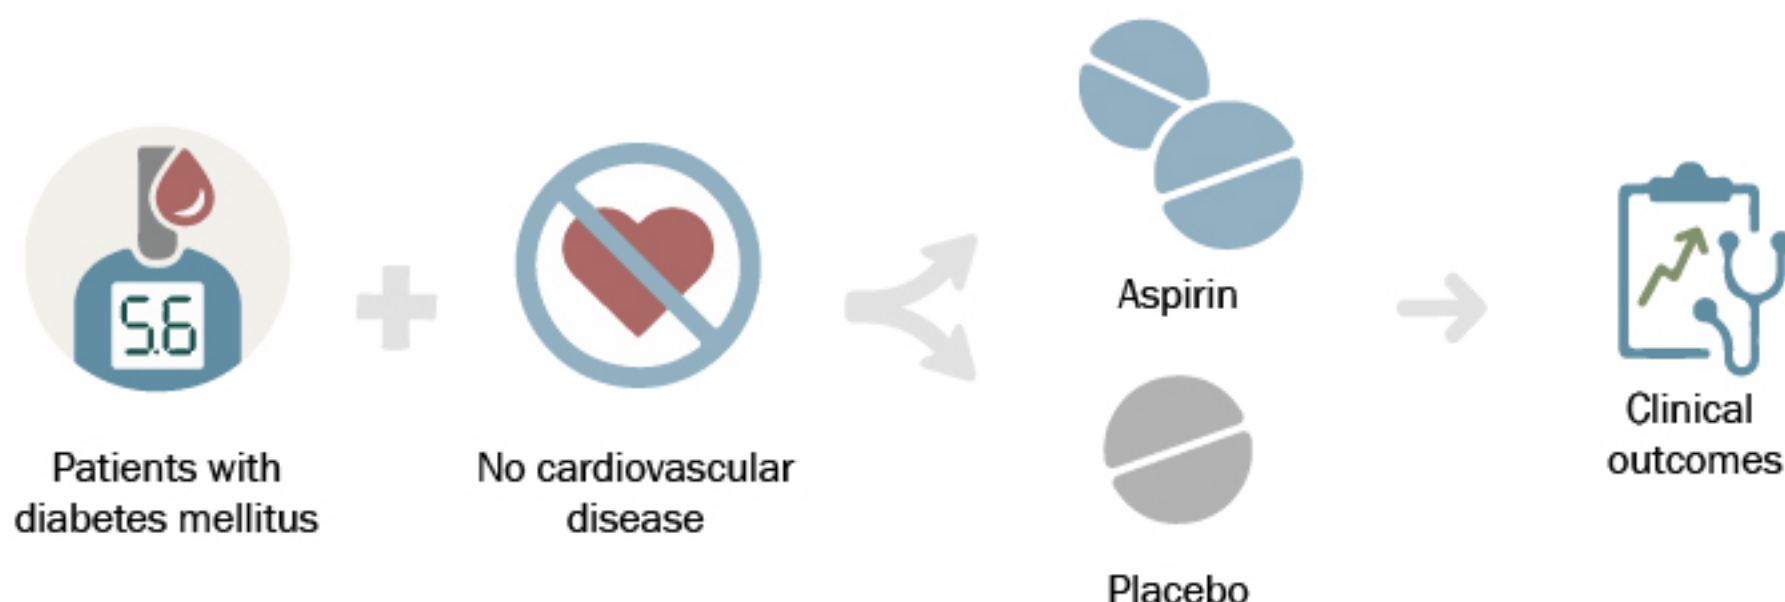 5.6
Patients with
diabetes mellitus
No cardiovascular
disease
Aspirin
Placebo
Clinical
outcomes